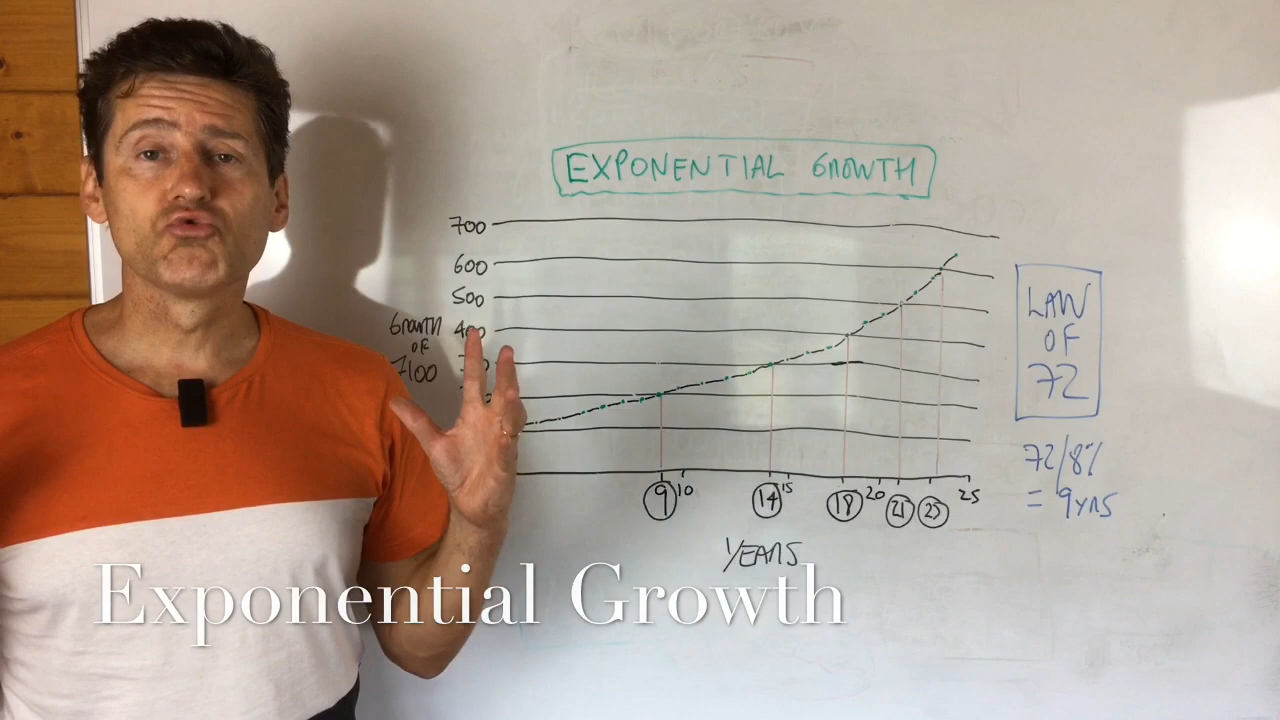 EXPONENTIAL GROWTH
700
600
500
400
Growth
OF
7100
LAW
OF
72
72/8%
= 9yrs
9 10 14 15 18 20 21 23 25
YEARS
Exponential Growth